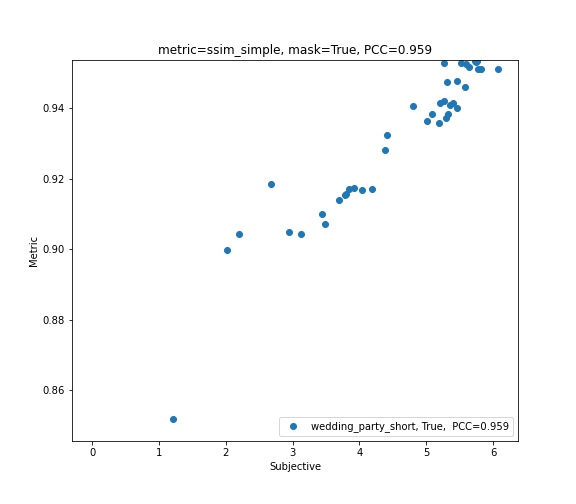 metric=ssim_simple, mask=True, PCC=0.959
0.94
0.92
0.90
0.88
0.86
Metric
wedding_party_short, True,  PCC=0.959
0 1 2 3 4 5 6
Subjective